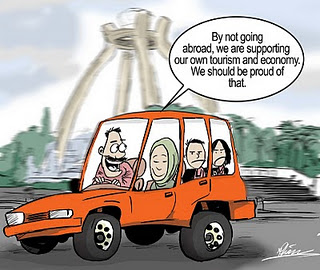 By not going
abroad, we are supporting
our own tourism and economy.
We should be proud of
that.